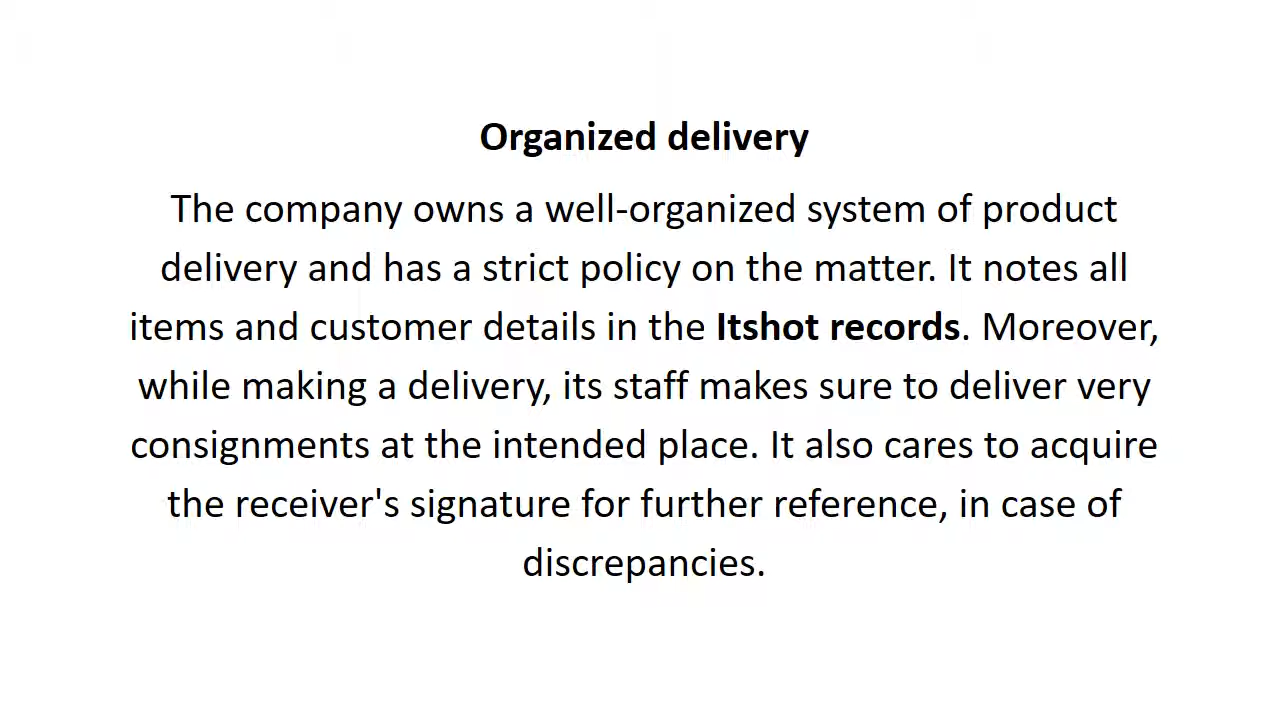 Organized delivery
The company owns a well-organized system of product
delivery and has a strict policy on the matter. It notes all
items and customer details in the Itshot records. Moreover,
while making a delivery, its staff makes sure to deliver very
consignments at the intended place. It also cares to acquire
the receiver's signature for further reference, in case of
discrepancies.